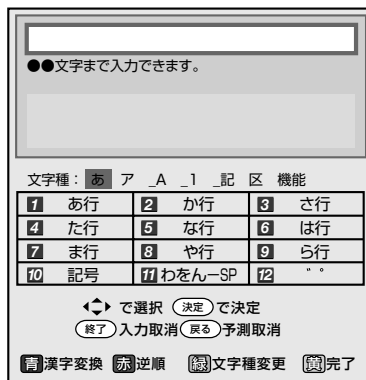 ●●文字まで入力できます。
文字種: あ ア _A _1 _記 区 機能
1 あ行 2 か行 3 さ行
4 た行 5 な行 6 は行
7 ま行 8 や行 9 ら行
10 記号 11 わをんーSP 12 ゛゜
で選択 決定 で決定
終了 入力取消 戻る 予測取消
青 漢字変換 赤 逆順 緑 文字種変更 黄 完了